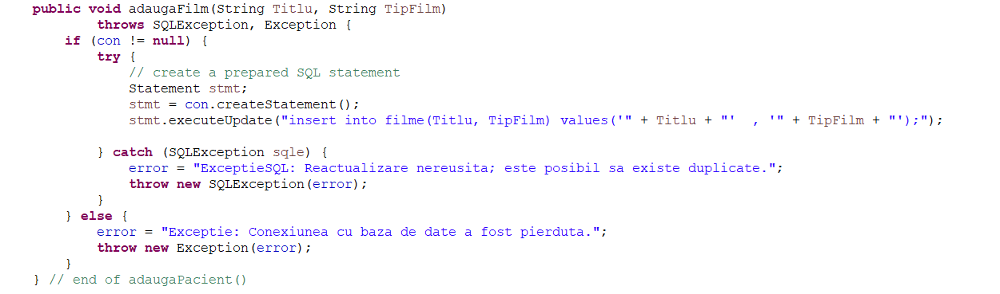 public void adaugaFilm(String Titlu, String TipFilm)
        throws SQLException, Exception {
    if (con != null) {
        try {
            // create a prepared SQL statement
            Statement stmt;
            stmt = con.createStatement();
            stmt.executeUpdate("insert into filme(Titlu, TipFilm) values('" + Titlu + "'  , '" + TipFilm + "');");

        } catch (SQLException sqle) {
            error = "ExceptieSQL: Reactualizare nereusita; este posibil sa existe duplicate.";
            throw new SQLException(error);
        }
    } else {
        error = "Exceptie: Conexiunea cu baza de date a fost pierduta.";
        throw new Exception(error);
    }
} // end of adaugaPacient()